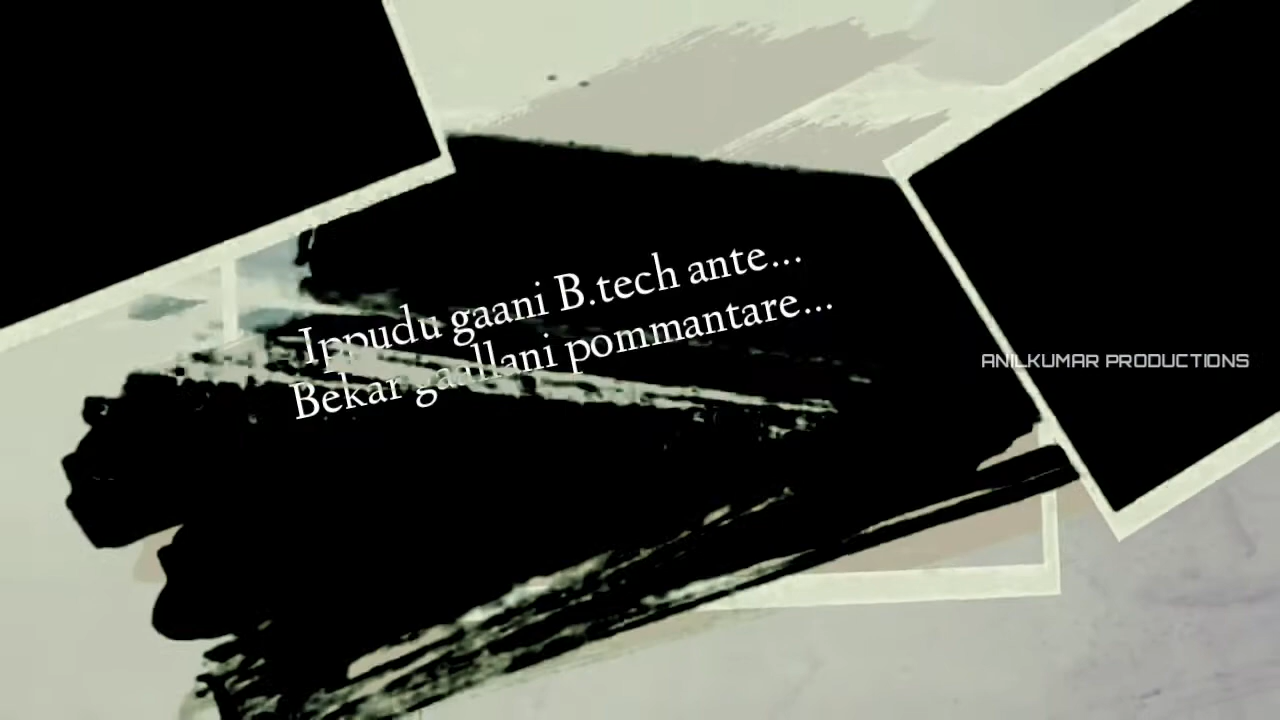 Ippudu gaani B.tech ante...
Bekar gaallani pommantare...
ANILKUMAR PRODUCTIONS